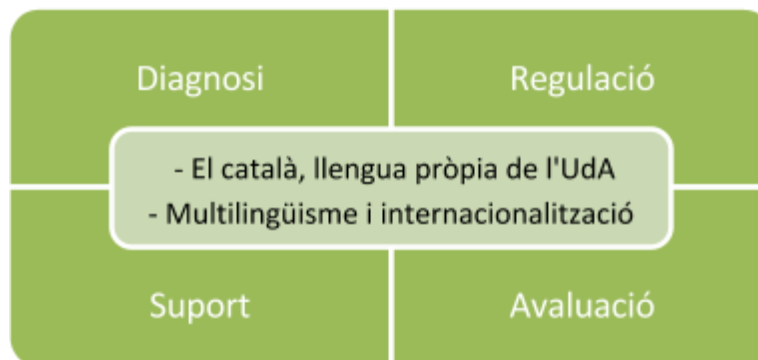 Diagnosi
Regulació
- El català, llengua pròpia de l'UdA
- Multilingüisme i internacionalització
Suport
Avaluació